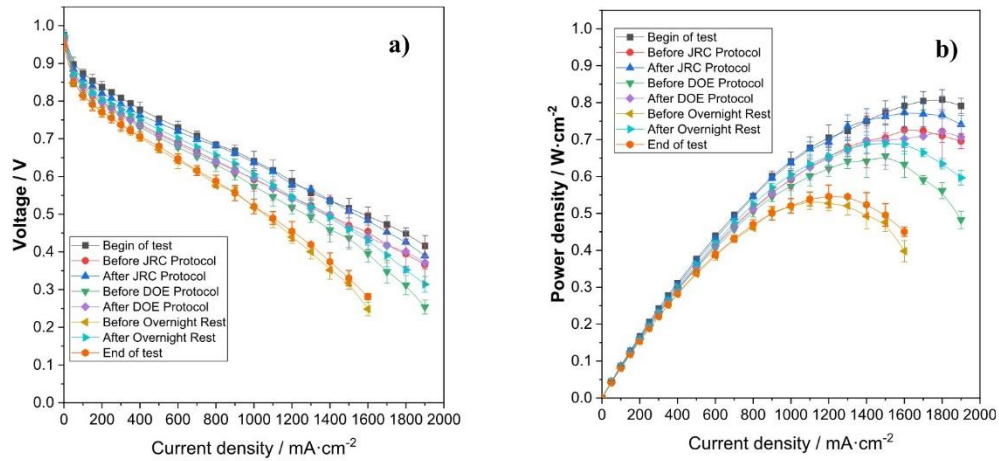 a)
1.0
0.9
0.8
0.7
0.6
0.5
0.4
0.3
0.2
0.1
0.0
Voltage / V
Begin of test
Before JRC Protocol
After JRC Protocol
Before DOE Protocol
After DOE Protocol
Before Overnight Rest
After Overnight Rest
End of test
0 200 400 600 800 1000 1200 1400 1600 1800 2000
Current density / mA·cm-2
b)
1.0
0.9
0.8
0.7
0.6
0.5
0.4
0.3
0.2
0.1
0.0
Power density / W·cm-2
Begin of test
Before JRC Protocol
After JRC Protocol
Before DOE Protocol
After DOE Protocol
Before Overnight Rest
After Overnight Rest
End of test
0 200 400 600 800 1000 1200 1400 1600 1800 2000
Current density / mA·cm-2